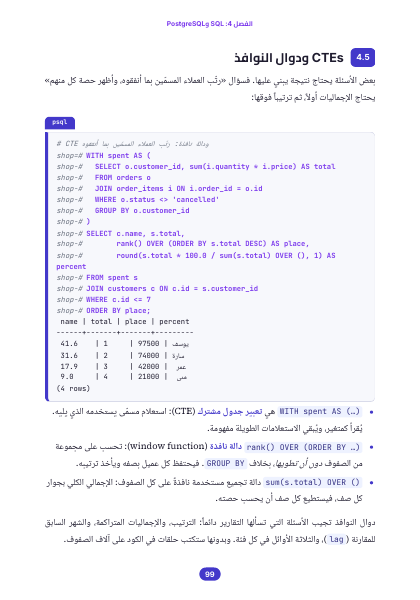 الفصل 4: SQL وPostgreSQL
4.5 CTEs ودوال النوافذ
بعض الأسئلة يحتاج نتيجة يبني عليها. فسؤال «رتّب العملاء المسمّين بما أنفقوه، وأظهر حصة كل منهم»
يحتاج الإجماليات أولاً، ثم ترتيباً فوقها:
psql
# CTE ودالة نافذة: رتّب العملاء المسمّين بما أنفقوه
shop=# WITH spent AS (
shop-#   SELECT o.customer_id, sum(i.quantity * i.price) AS total
shop-#   FROM orders o
shop-#   JOIN order_items i ON i.order_id = o.id
shop-#   WHERE o.status <> 'cancelled'
shop-#   GROUP BY o.customer_id
shop-# )
shop-# SELECT c.name, s.total,
shop-#        rank() OVER (ORDER BY s.total DESC) AS place,
shop-#        round(s.total * 100.0 / sum(s.total) OVER (), 1) AS
percent
shop-# FROM spent s
shop-# JOIN customers c ON c.id = s.customer_id
shop-# WHERE c.id <= 7
shop-# ORDER BY place;
 name | total | place | percent
------+-------+-------+---------
يوسف | 97500 |     1 |    41.6
سارة | 74000 |     2 |    31.6
عمر | 42000 |     3 |    17.9
منى | 21000 |     4 |    9.0
(4 rows)
• WITH spent AS (…) هي تعبير جدول مشترك (CTE): استعلام مسمّى يستخدمه الذي يليه.
يُقرأ كمتغير، ويُبقي الاستعلامات الطويلة مفهومة.
• rank() OVER (ORDER BY …) دالة نافذة (window function): تحسب على مجموعة
من الصفوف دون أن تطويها، بخلاف GROUP BY. فيحتفظ كل عميل بصفه ويأخذ ترتيبه.
• sum(s.total) OVER () دالة تجميع مستخدمة نافذةً على كل الصفوف: الإجمالي الكلي بجوار
كل صف، فيستطيع كل صف أن يحسب حصته.
دوال النوافذ تجيب الأسئلة التي تسألها التقارير دائماً: الترتيب، والإجماليات المتراكمة، والشهر السابق
للمقارنة (lag)، والثلاثة الأوائل في كل فئة. وبدونها ستكتب حلقات في الكود على آلاف الصفوف.
99